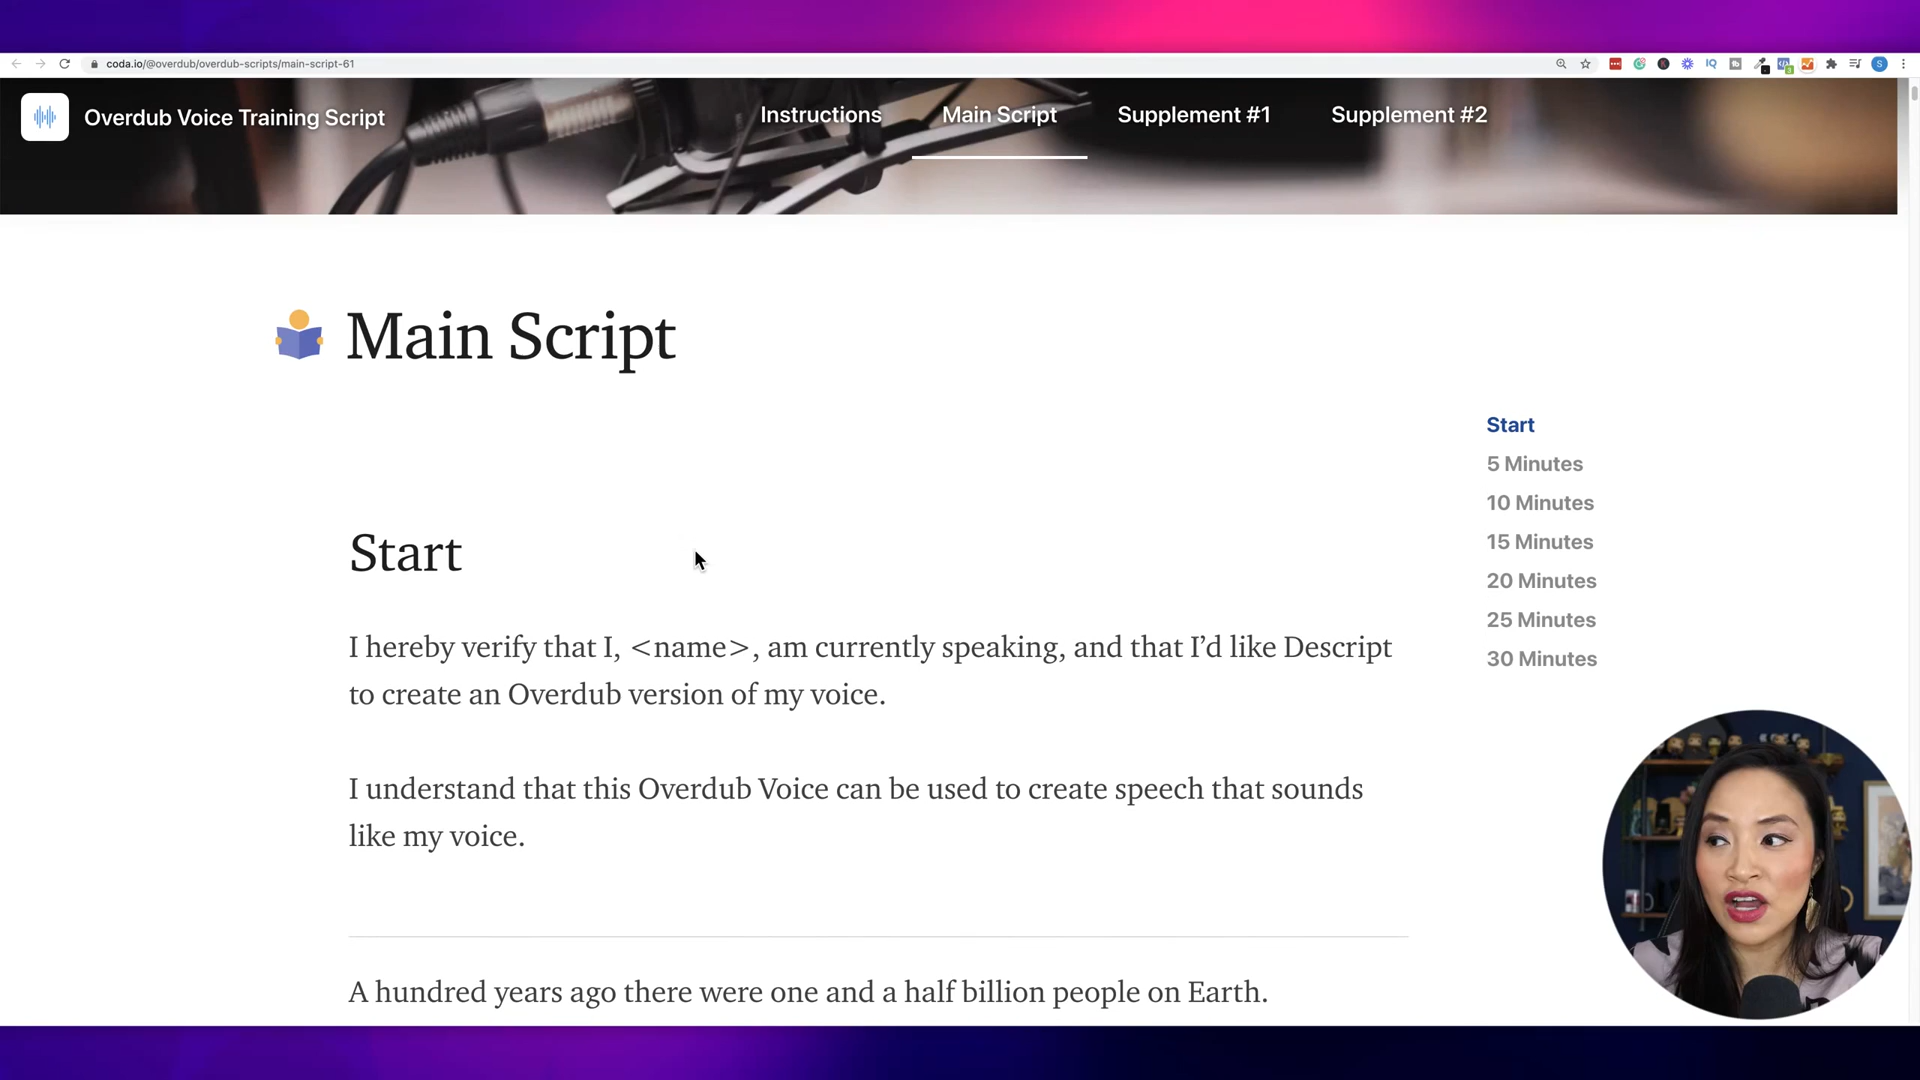 coda.io/@overdub/overdub-scripts/main-script-61
Overdub Voice Training Script
Instructions
Main Script
Supplement #1
Supplement #2
Main Script
Start
5 Minutes
10 Minutes
15 Minutes
20 Minutes
25 Minutes
30 Minutes
Start
I hereby verify that I, <name>, am currently speaking, and that I’d like Descript
to create an Overdub version of my voice.
I understand that this Overdub Voice can be used to create speech that sounds
like my voice.
A hundred years ago there were one and a half billion people on Earth.